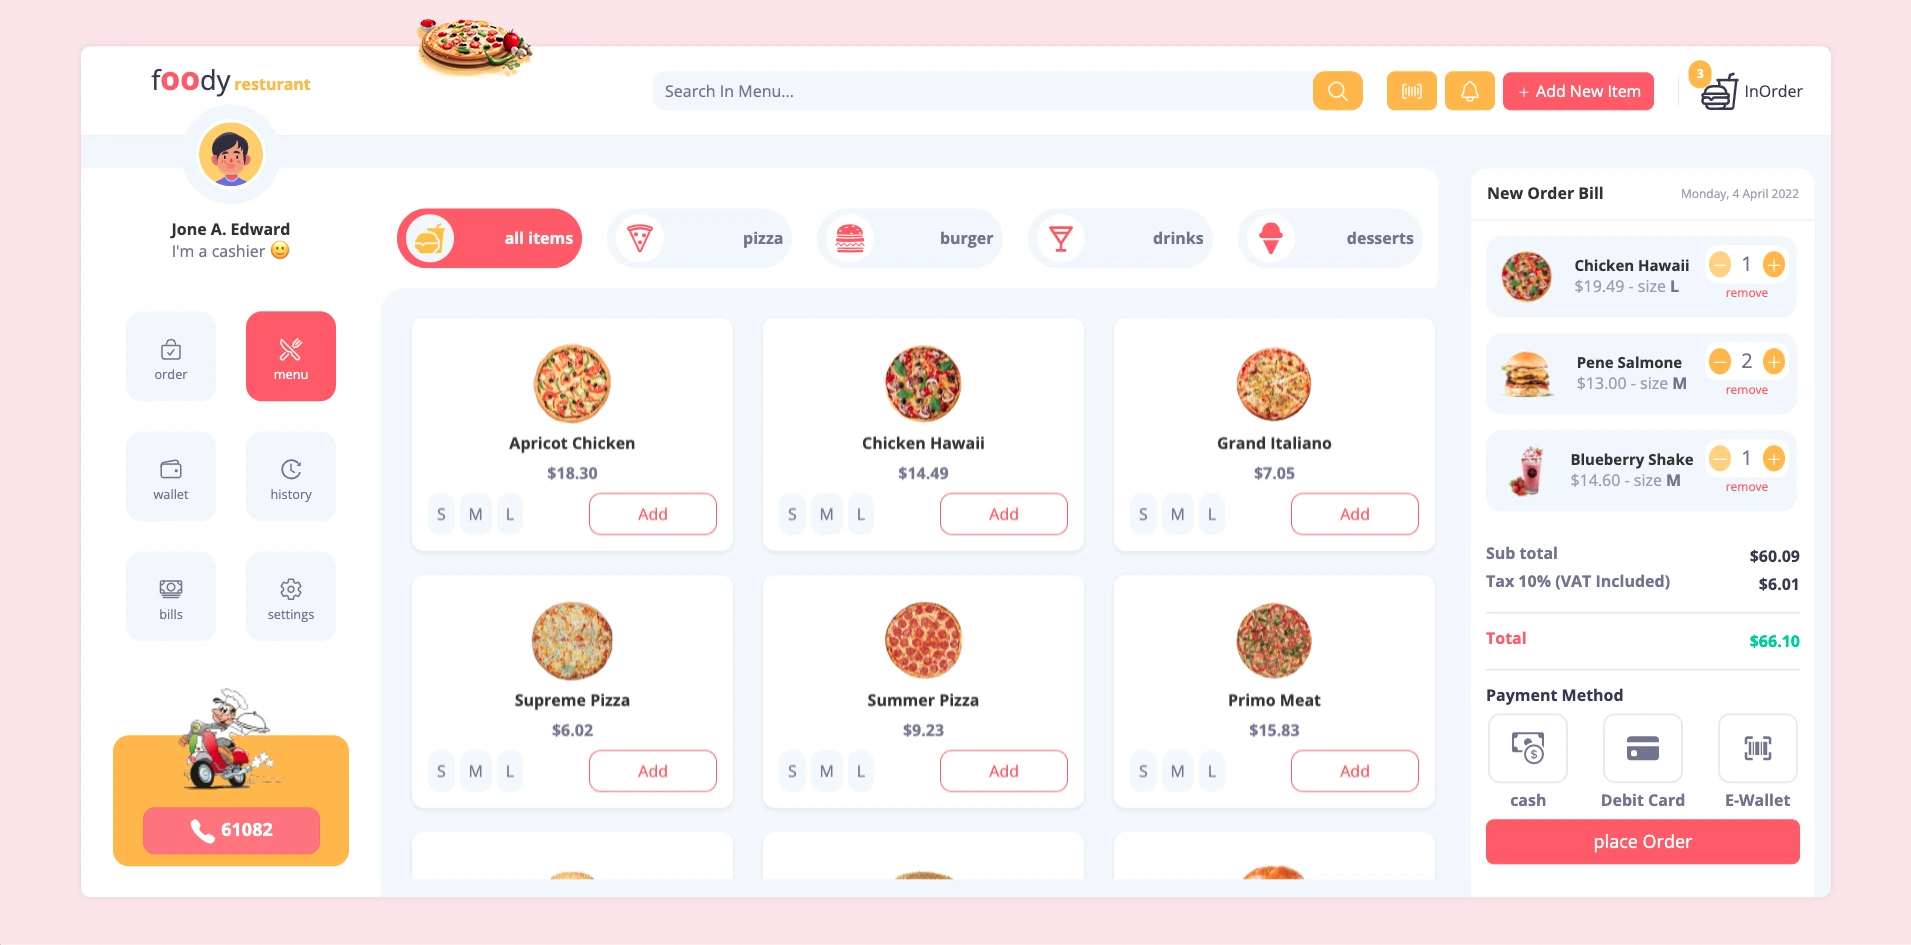 foody resturant
Search In Menu...
+ Add New Item
3
InOrder
Jone A. Edward
I'm a cashier 🙂
order
menu
wallet
history
bills
settings
61082
all items
pizza
burger
drinks
desserts
Apricot Chicken
$18.30
S M L Add
Chicken Hawaii
$14.49
S M L Add
Grand Italiano
$7.05
S M L Add
Supreme Pizza
$6.02
S M L Add
Summer Pizza
$9.23
S M L Add
Primo Meat
$15.83
S M L Add
New Order Bill
Monday, 4 April 2022
Chicken Hawaii
$19.49 - size L
1
remove
Pene Salmone
$13.00 - size M
2
remove
Blueberry Shake
$14.60 - size M
1
remove
Sub total $60.09
Tax 10% (VAT Included) $6.01
Total $66.10
Payment Method
cash
Debit Card
E-Wallet
place Order